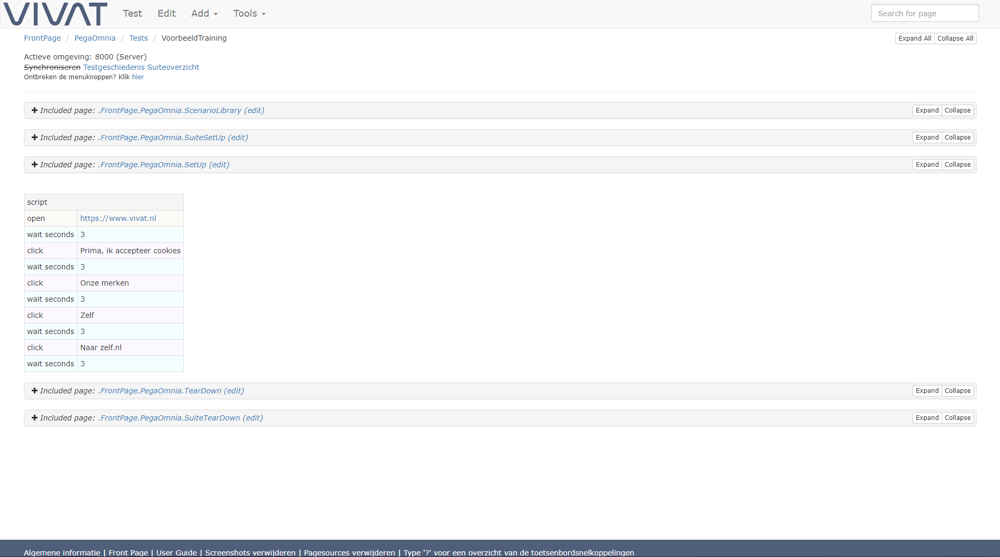 VIVAT Test Edit Add Tools Search for page
FrontPage / PegaOmnia / Tests / VoorbeeldTraining Expand All Collapse All
Actieve omgeving: 8000 (Server)
Synchroniseren Testgeschiedenis Suiteoverzicht
Ontbreken de menuknoppen? Klik hier
Included page: .FrontPage.PegaOmnia.ScenarioLibrary (edit) Expand Collapse
Included page: .FrontPage.PegaOmnia.SuiteSetUp (edit) Expand Collapse
Included page: .FrontPage.PegaOmnia.SetUp (edit) Expand Collapse
script
open https://www.vivat.nl
wait seconds 3
click Prima, ik accepteer cookies
wait seconds 3
click Onze merken
wait seconds 3
click Zelf
wait seconds 3
click Naar zelf.nl
wait seconds 3
Included page: .FrontPage.PegaOmnia.TearDown (edit) Expand Collapse
Included page: .FrontPage.PegaOmnia.SuiteTearDown (edit) Expand Collapse
Algemene informatie | Front Page | User Guide | Screenshots verwijderen | Pagesources verwijderen | Type '?' voor een overzicht van de toetsenbordsnelkoppelingen